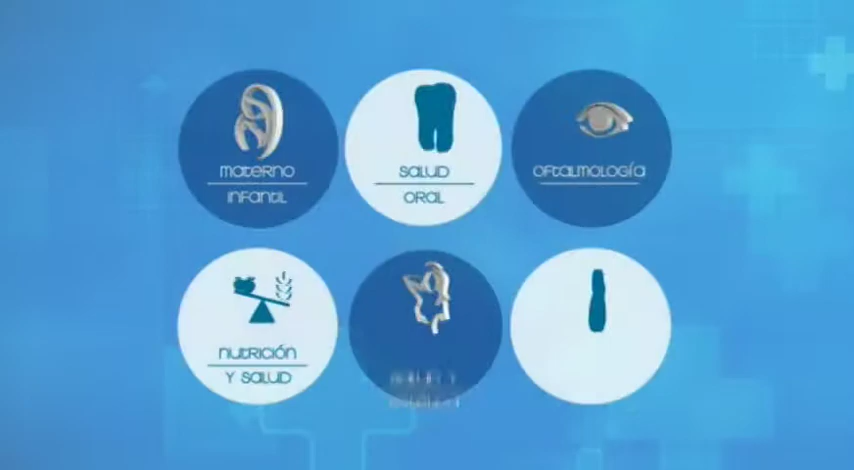 materno
infantil
salud
oral
oftalmología
nutrición
y salud